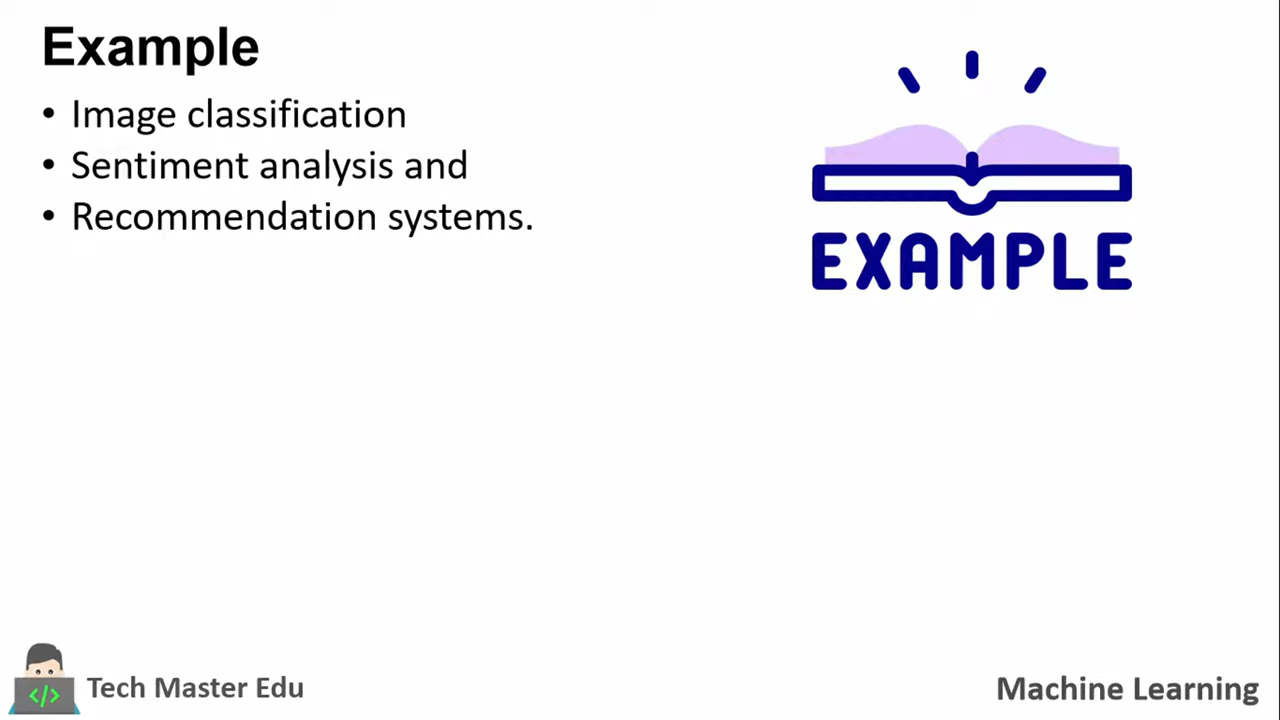 Example
• Image classification
• Sentiment analysis and
• Recommendation systems.
EXAMPLE
</>
Tech Master Edu
Machine Learning